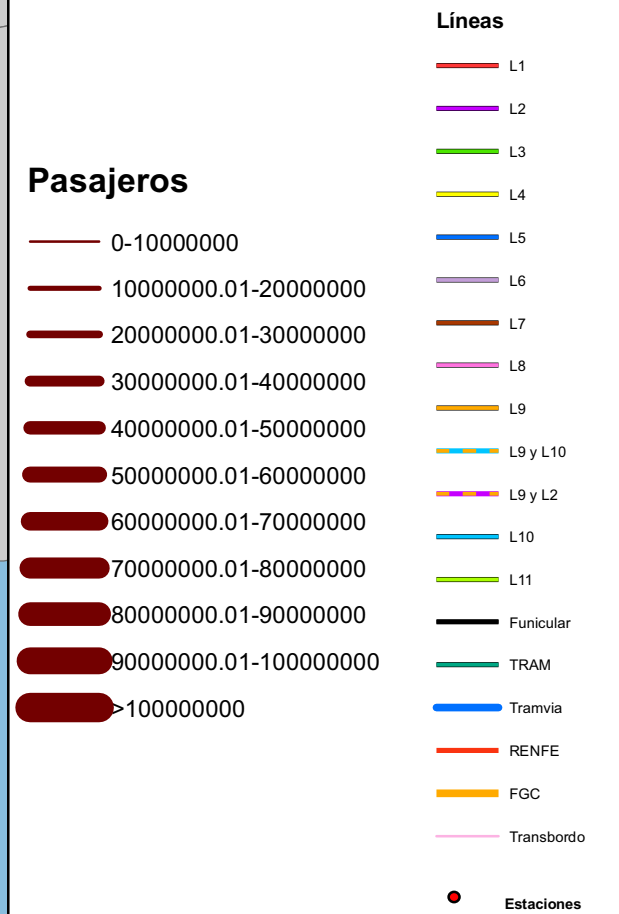 Pasajeros
0-10000000
10000000.01-20000000
20000000.01-30000000
30000000.01-40000000
40000000.01-50000000
50000000.01-60000000
60000000.01-70000000
70000000.01-80000000
80000000.01-90000000
90000000.01-100000000
>100000000
Líneas
L1
L2
L3
L4
L5
L6
L7
L8
L9
L9 y L10
L9 y L2
L10
L11
Funicular
TRAM
Tramvia
RENFE
FGC
Transbordo
Estaciones